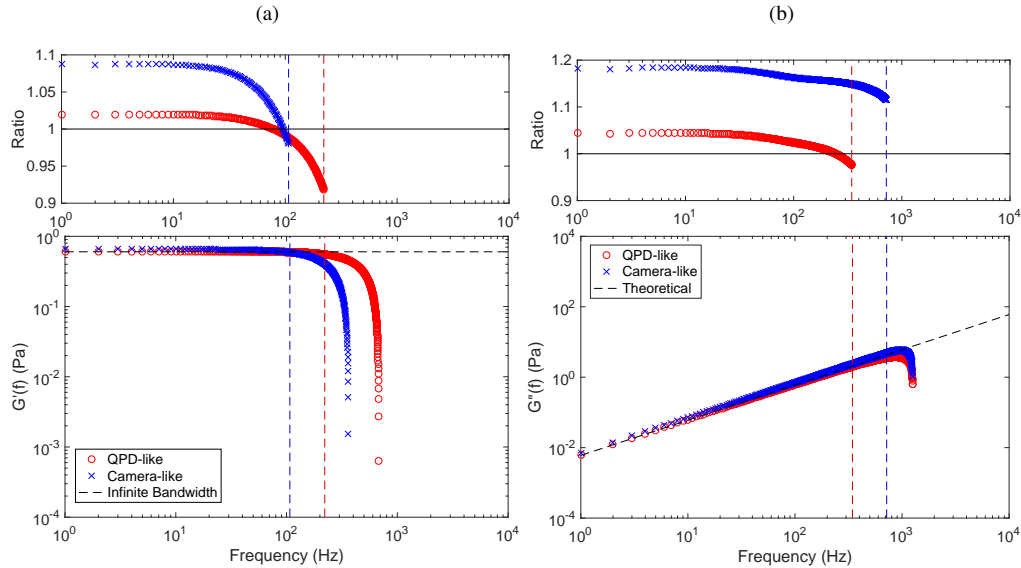 (a)
(b)
1.1
1.05
1
0.95
0.9
Ratio
10^0
10^1
10^2
10^3
10^4
1.2
1.1
1
0.9
Ratio
10^0
10^1
10^2
10^3
10^4
10^0
10^-1
10^-2
10^-3
10^-4
G'(f) (Pa)
QPD-like
Camera-like
Infinite Bandwidth
10^0
10^1
10^2
10^3
10^4
Frequency (Hz)
10^4
10^2
10^0
10^-2
10^-4
G"(f) (Pa)
QPD-like
Camera-like
Theoretical
10^0
10^1
10^2
10^3
10^4
Frequency (Hz)